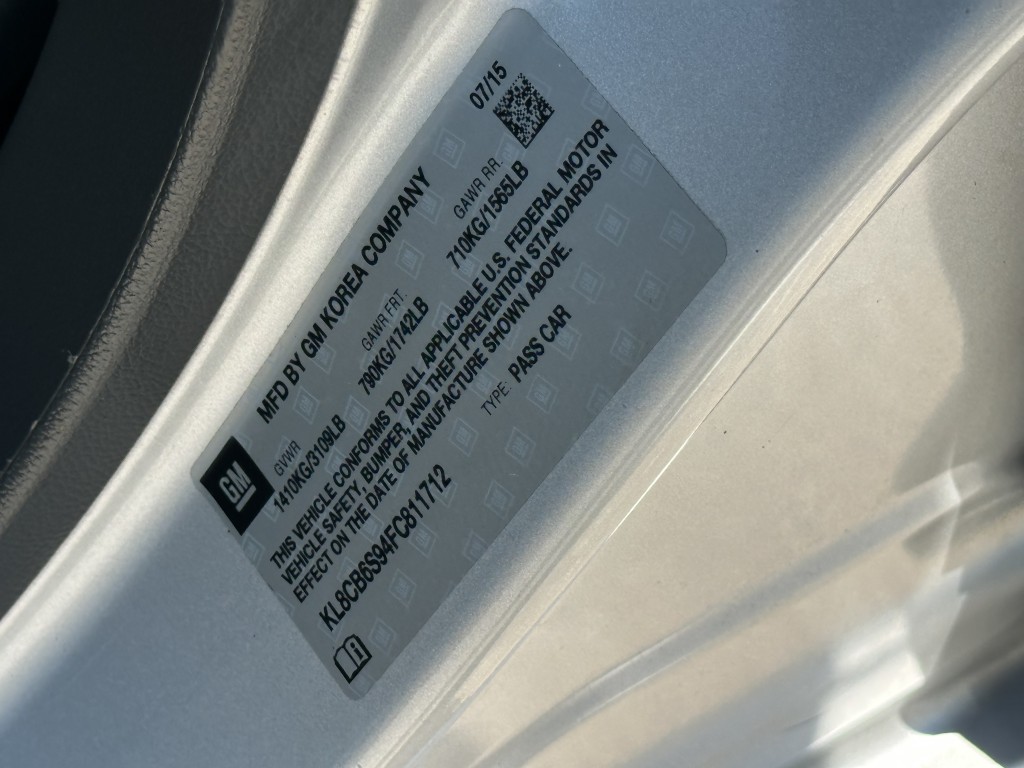 07/15
GM
MFD BY GM KOREA COMPANY
GVWR GAWR FRT. GAWR RR.
1410KG/3109LB 790KG/1742LB 710KG/1565LB
THIS VEHICLE CONFORMS TO ALL APPLICABLE U.S. FEDERAL MOTOR
VEHICLE SAFETY, BUMPER, AND THEFT PREVENTION STANDARDS IN
EFFECT ON THE DATE OF MANUFACTURE SHOWN ABOVE.
TYPE: PASS CAR
KL8CB6S94FC811712